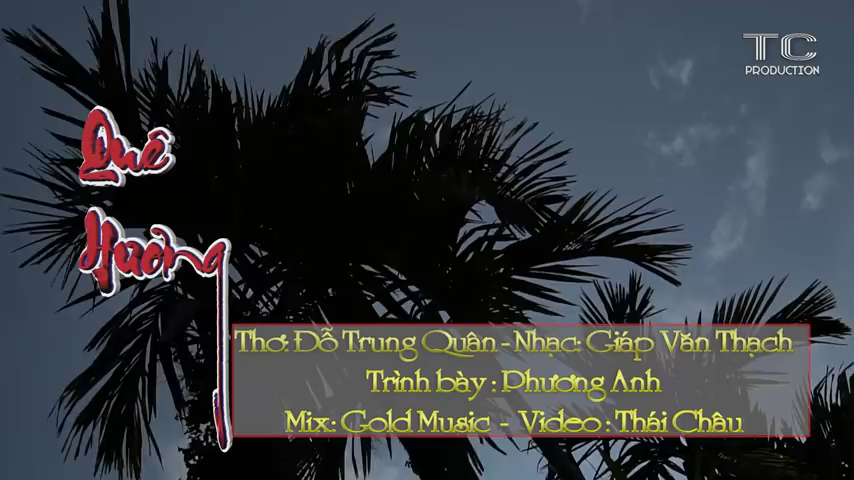 TC
PRODUCTION
Quê
Hương
Thơ: Đỗ Trung Quân - Nhạc: Giáp Văn Thạch
Trình bày : Phương Anh
Mix: Gold Music - Video : Thái Châu